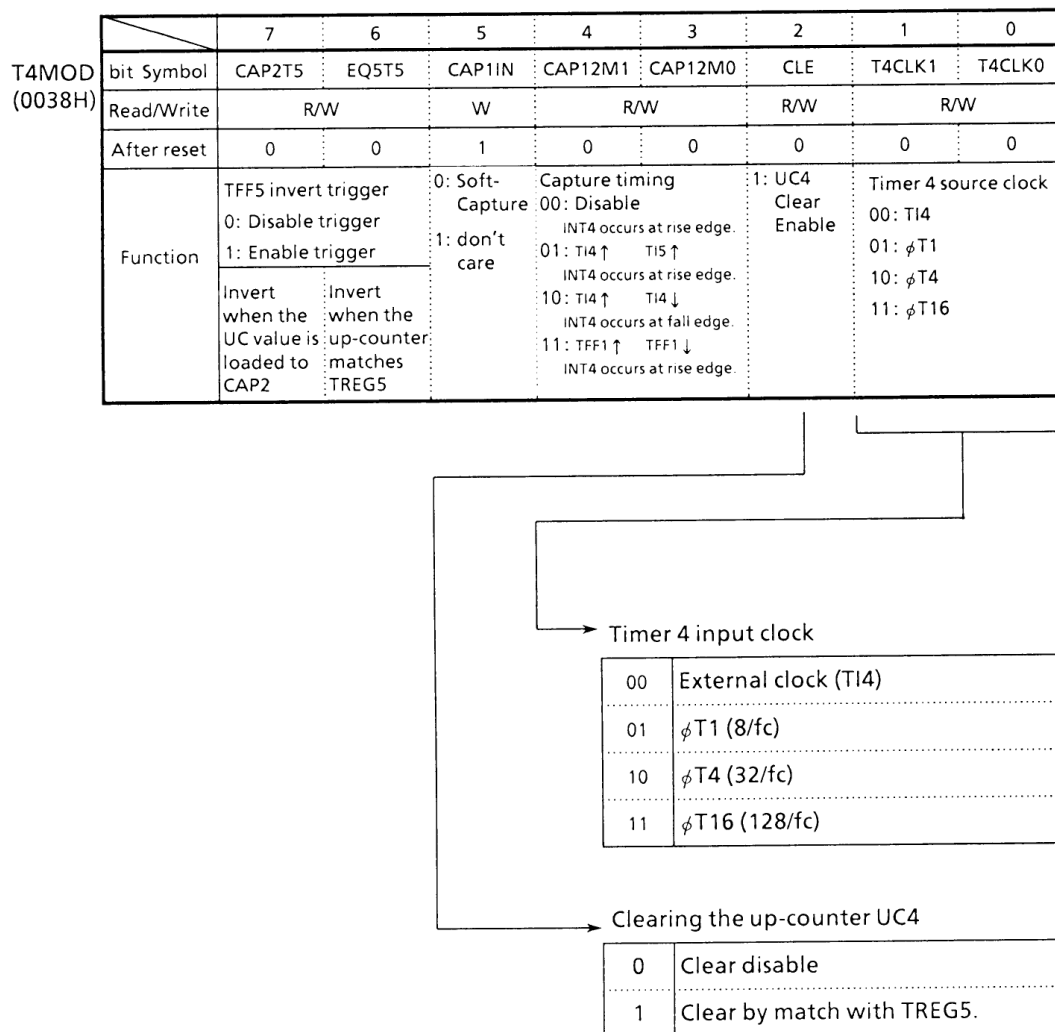 7 6 5 4 3 2 1 0
T4MOD (0038H)
bit Symbol CAP2T5 EQ5T5 CAP1IN CAP12M1 CAP12M0 CLE T4CLK1 T4CLK0
Read/Write R/W W R/W R/W R/W
After reset 0 0 1 0 0 0 0 0
Function
TFF5 invert trigger
0: Disable trigger
1: Enable trigger
Invert
when the
UC value is
loaded to
CAP2
Invert
when the
up-counter
matches
TREG5
0: Soft-
Capture
1: don't
care
Capture timing
00: Disable
INT4 occurs at rise edge.
01: TI4↑ TI5↑
INT4 occurs at rise edge.
10: TI4↑ TI4↓
INT4 occurs at fall edge.
11: TFF1↑ TFF1↓
INT4 occurs at rise edge.
1: UC4
Clear
Enable
Timer 4 source clock
00: TI4
01: ϕT1
10: ϕT4
11: ϕT16
Timer 4 input clock
00 External clock (TI4)
01 ϕT1 (8/fc)
10 ϕT4 (32/fc)
11 ϕT16 (128/fc)
Clearing the up-counter UC4
0 Clear disable
1 Clear by match with TREG5.